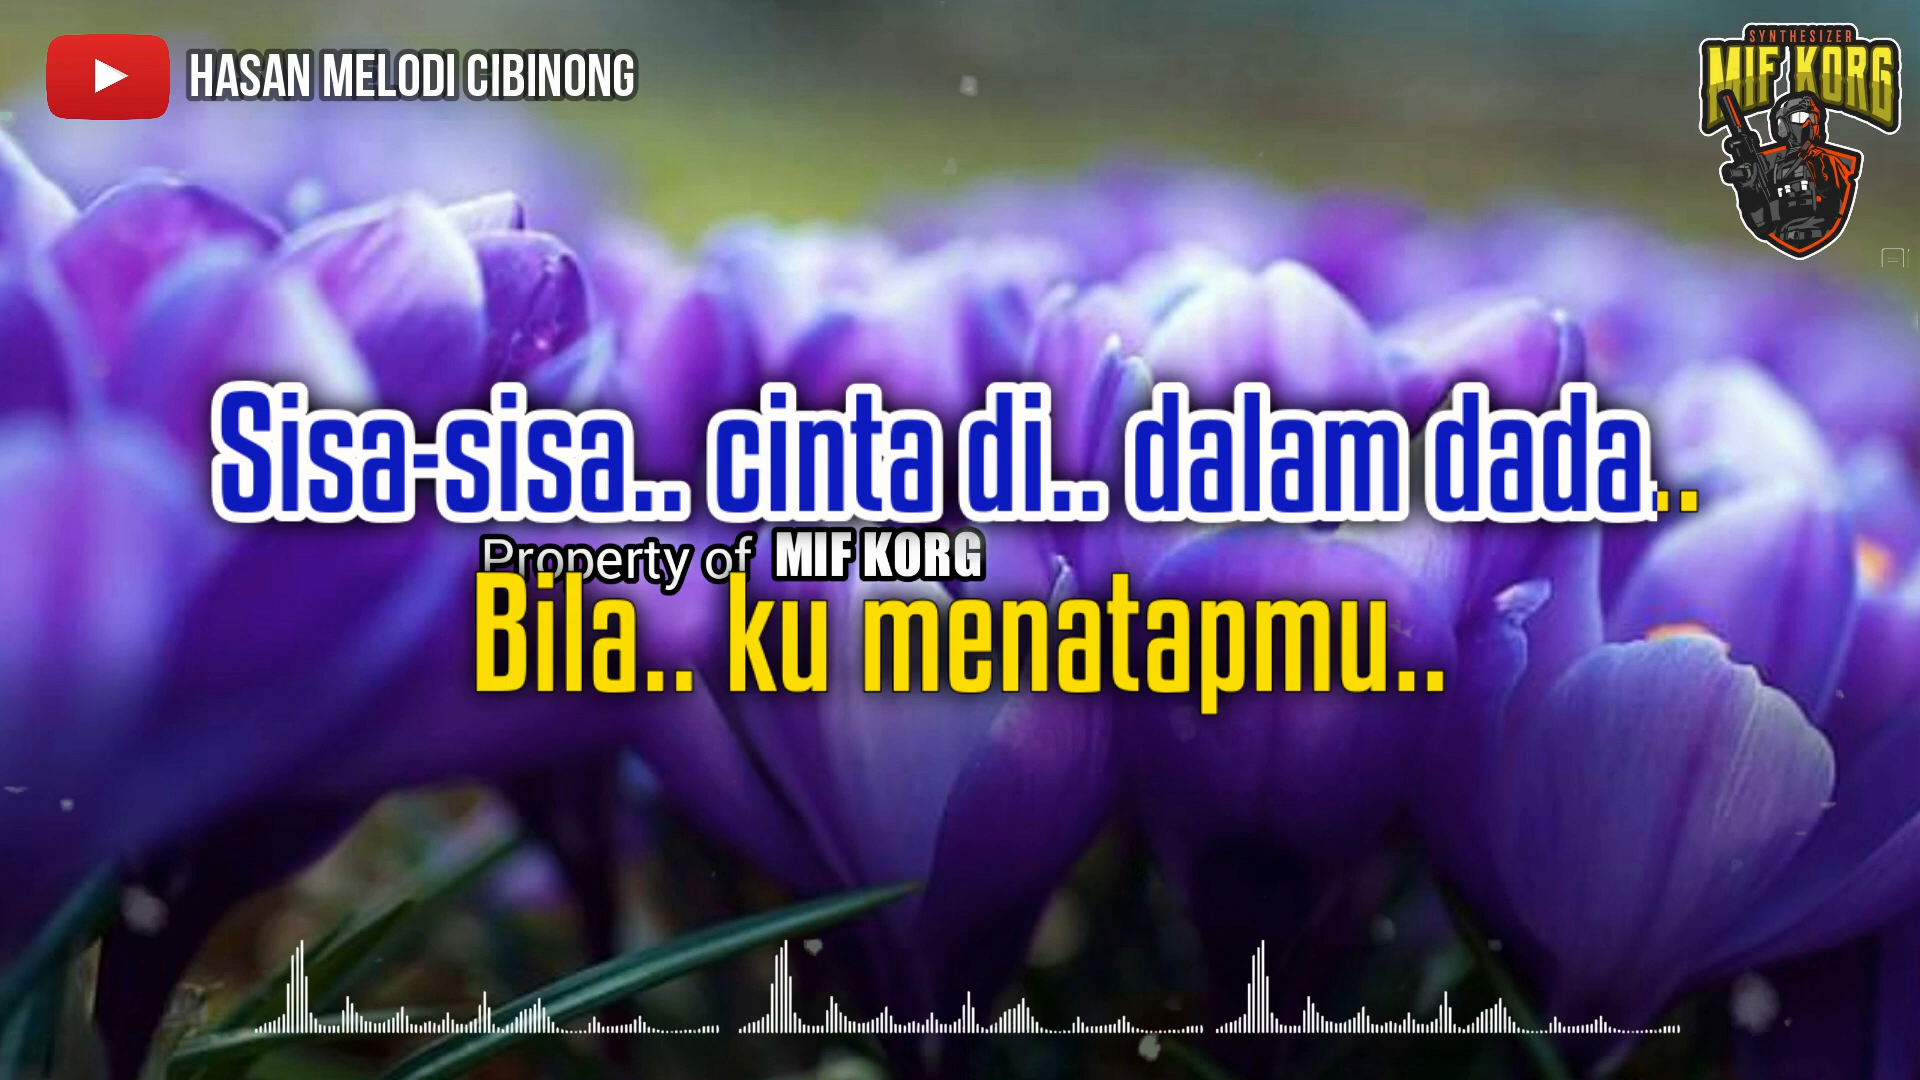 HASAN MELODI CIBINONG
SYNTHESIZER
MIF KORG
Sisa-sisa.. cinta di.. dalam dada..
Property of MIF KORG
Bila.. ku menatapmu..